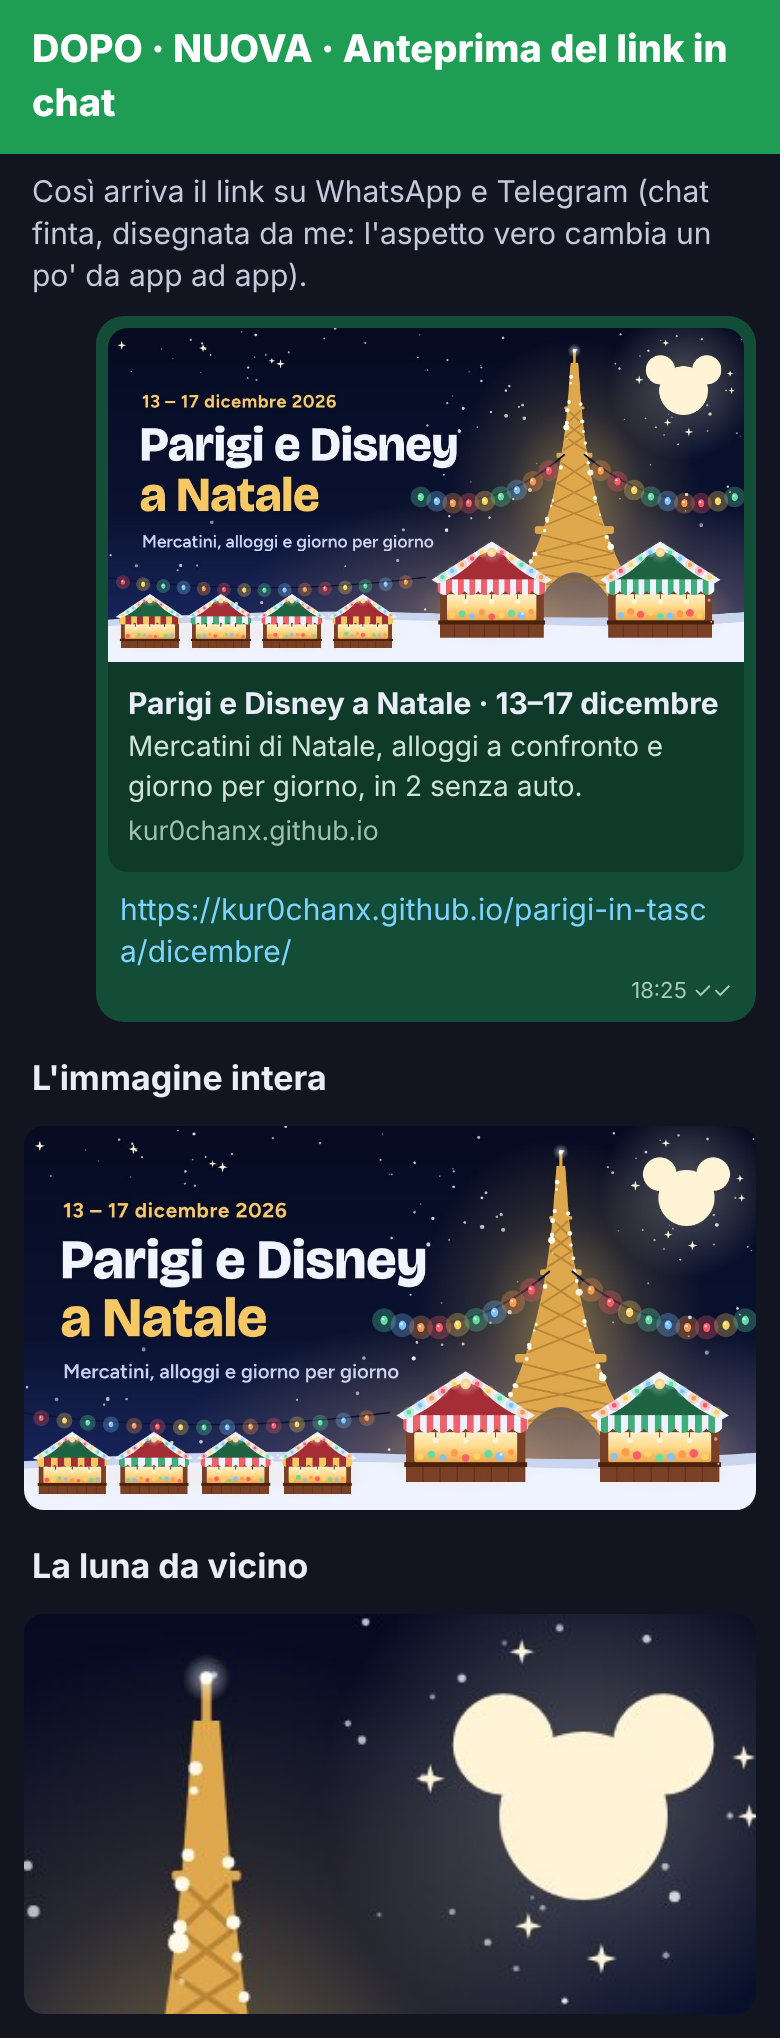 DOPO · NUOVA · Anteprima del link in
chat
Così arriva il link su WhatsApp e Telegram (chat
finta, disegnata da me: l'aspetto vero cambia un
po' da app ad app).
13 – 17 dicembre 2026
Parigi e Disney
a Natale
Mercatini, alloggi e giorno per giorno
Parigi e Disney a Natale · 13–17 dicembre
Mercatini di Natale, alloggi a confronto e
giorno per giorno, in 2 senza auto.
kur0chanx.github.io
https://kur0chanx.github.io/parigi-in-tasc
a/dicembre/
18:25 ✓✓
L'immagine intera
13 – 17 dicembre 2026
Parigi e Disney
a Natale
Mercatini, alloggi e giorno per giorno
La luna da vicino